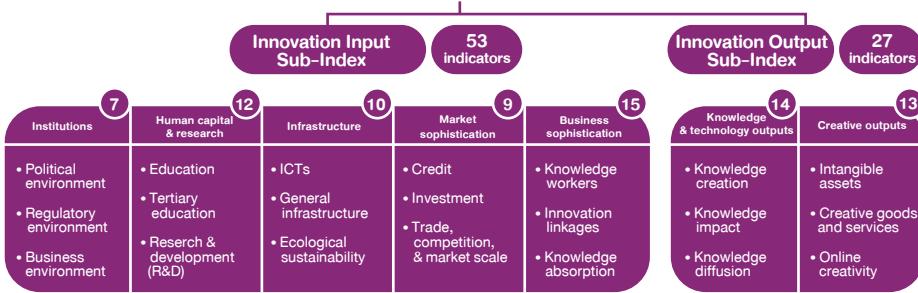 Innovation Input
Sub-Index
53
indicators
Innovation Output
Sub-Index
27
indicators
7
Institutions
• Political
environment
• Regulatory
environment
• Business
environment
12
Human capital
& research
• Education
• Tertiary
education
• Reserch &
development
(R&D)
10
Infrastructure
• ICTs
• General
infrastructure
• Ecological
sustainability
9
Market
sophistication
• Credit
• Investment
• Trade,
competition,
& market scale
15
Business
sophistication
• Knowledge
workers
• Innovation
linkages
• Knowledge
absorption
14
Knowledge
& technology outputs
• Knowledge
creation
• Knowledge
impact
• Knowledge
diffusion
13
Creative outputs
• Intangible
assets
• Creative goods
and services
• Online
creativity